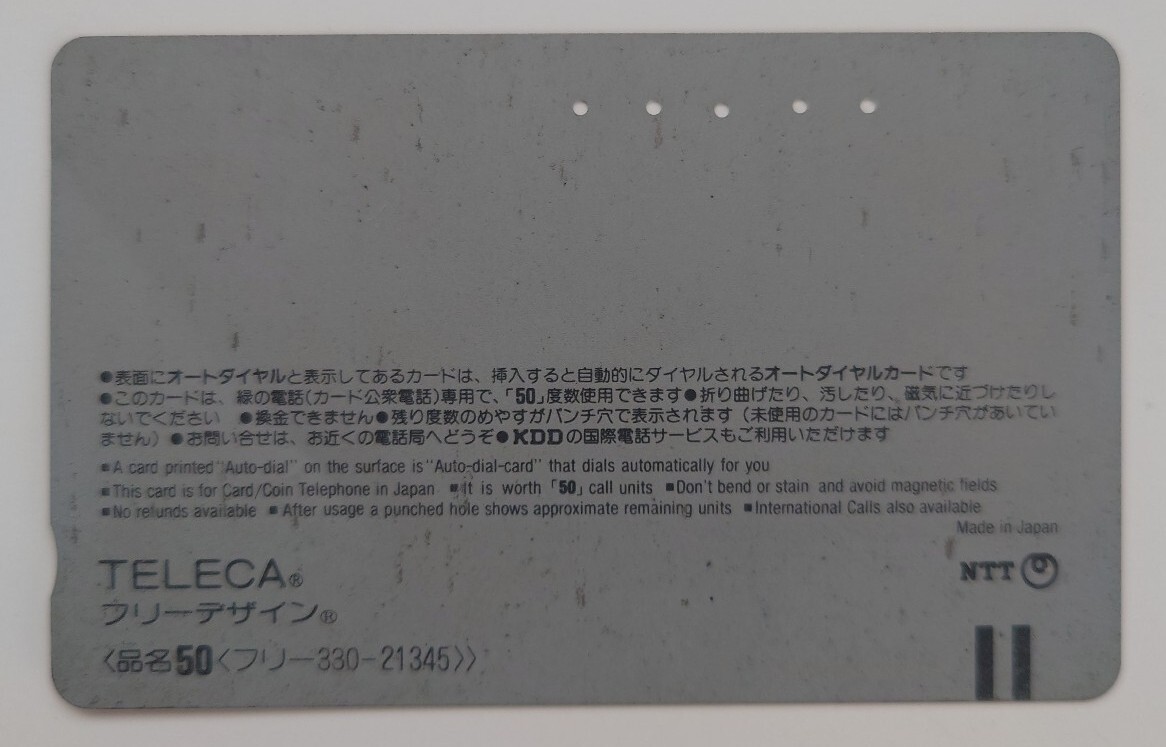 ●表面にオートダイヤルと表示してあるカードは、挿入すると自動的にダイヤルされるオートダイヤルカードです
●このカードは、緑の電話(カード公衆電話)専用で、「50」度数使用できます●折り曲げたり、汚したり、磁気に近づけたりし
ないでください ●換金できません●残り度数のめやすがパンチ穴で表示されます(未使用のカードにはパンチ穴があいてい
ません)●お問い合せは、お近くの電話局へどうぞ●KDDの国際電話サービスもご利用いただけます
■A card printed "Auto-dial" on the surface is "Auto-dial-card" that dials automatically for you
■This card is for Card/Coin Telephone in Japan ■It is worth「50」call units ■Don't bend or stain and avoid magnetic fields
■No refunds available ■After usage a punched hole shows approximate remaining units ■International Calls also available
Made in Japan
TELECA®
NTT
フリーデザイン®
〈品名50〈フリー330-21345〉〉